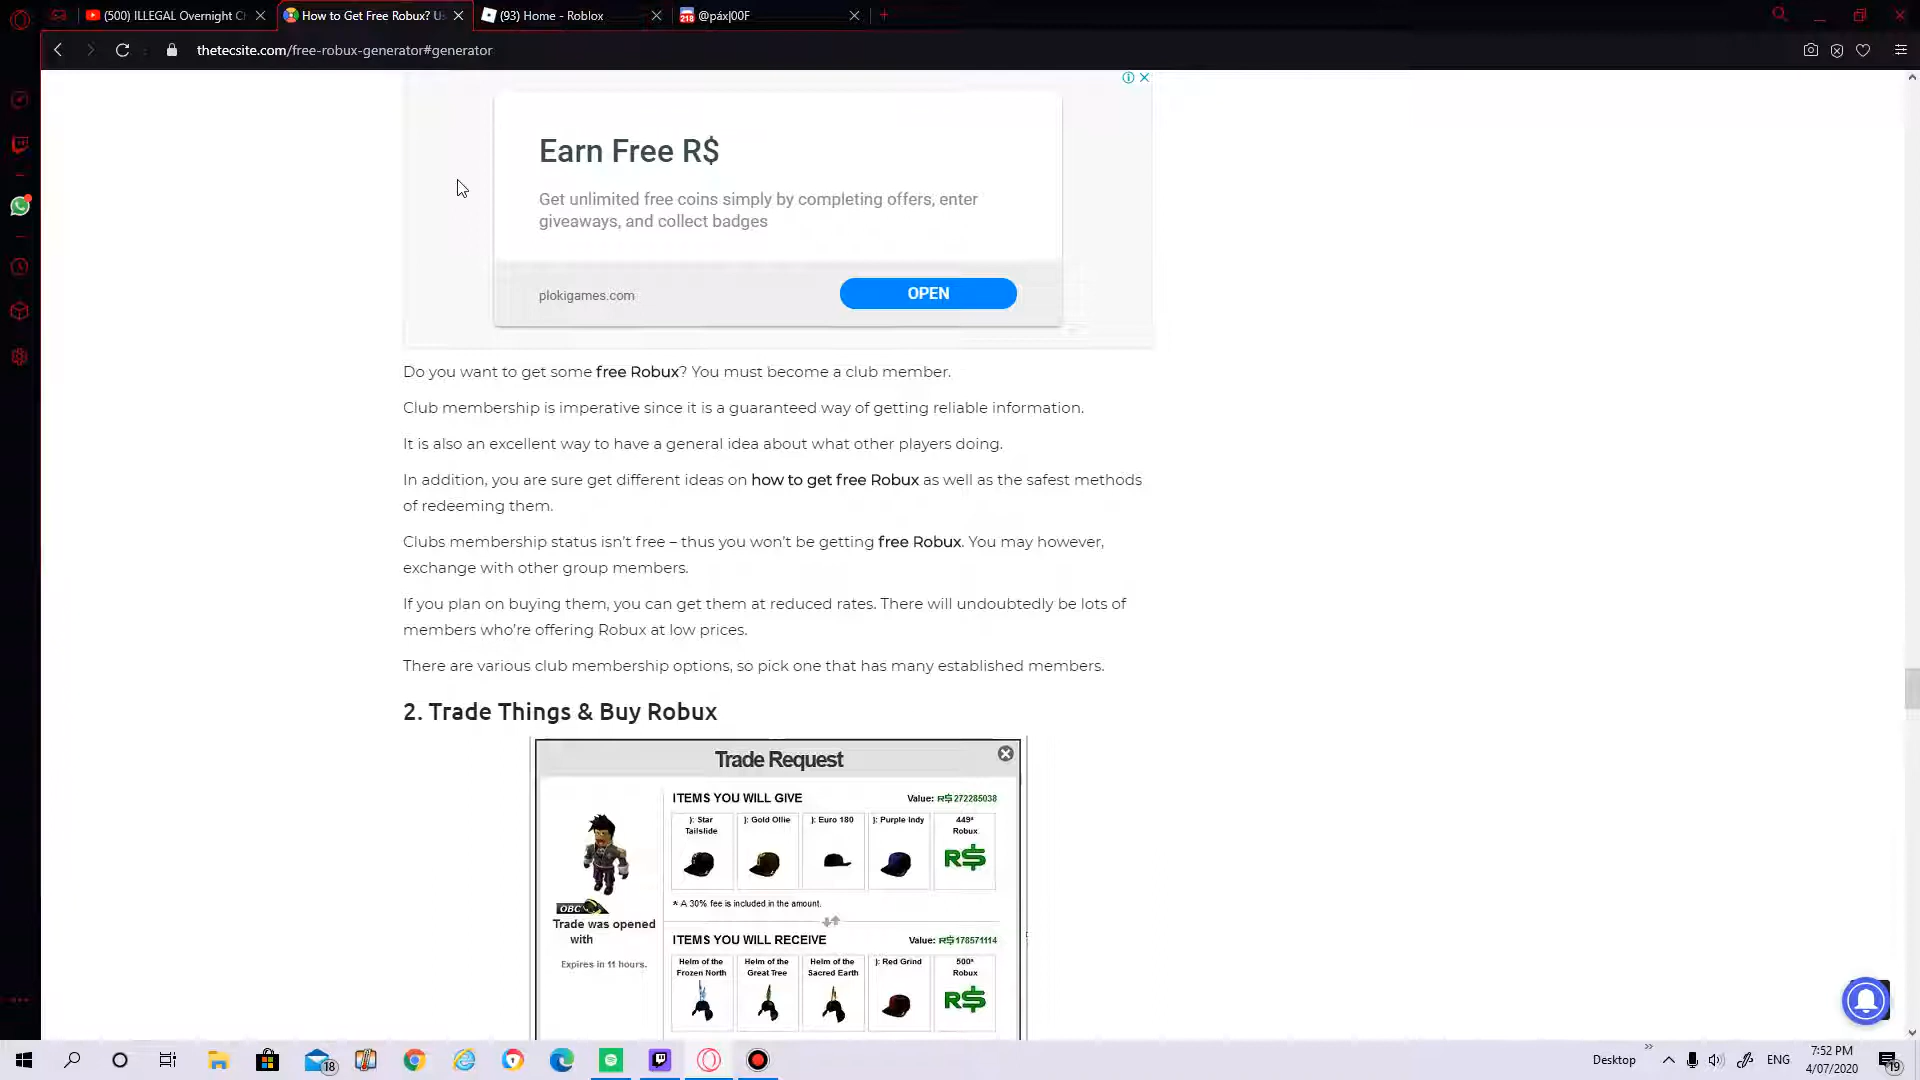 (500) ILLEGAL Overnight C
How to Get Free Robux? U
(93) Home - Roblox
218
@páx|00F
thetecsite.com/free-robux-generator#generator
Earn Free R$
Get unlimited free coins simply by completing offers, enter
giveaways, and collect badges
plokigames.com
OPEN
Do you want to get some free Robux? You must become a club member.
Club membership is imperative since it is a guaranteed way of getting reliable information.
It is also an excellent way to have a general idea about what other players doing.
In addition, you are sure get different ideas on how to get free Robux as well as the safest methods
of redeeming them.
Clubs membership status isn't free – thus you won't be getting free Robux. You may however,
exchange with other group members.
If you plan on buying them, you can get them at reduced rates. There will undoubtedly be lots of
members who're offering Robux at low prices.
There are various club membership options, so pick one that has many established members.
2. Trade Things & Buy Robux
Trade Request
ITEMS YOU WILL GIVE
Value: R$ 272285038
): Star
Tailslide
): Gold Ollie
): Euro 180
): Purple Indy
449*
Robux
R$
* A 30% fee is included in the amount.
OBC
Trade was opened
with
Expires in 11 hours.
ITEMS YOU WILL RECEIVE
Value: R$178571114
Helm of the
Frozen North
Helm of the
Great Tree
Helm of the
Sacred Earth
): Red Grind
500*
Robux
R$
18
Desktop
ENG
7:52 PM
4/07/2020
19